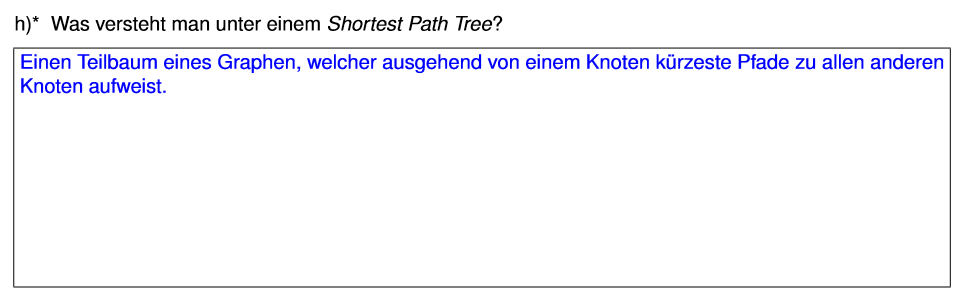 h)* Was versteht man unter einem Shortest Path Tree?
Einen Teilbaum eines Graphen, welcher ausgehend von einem Knoten kürzeste Pfade zu allen anderen
Knoten aufweist.